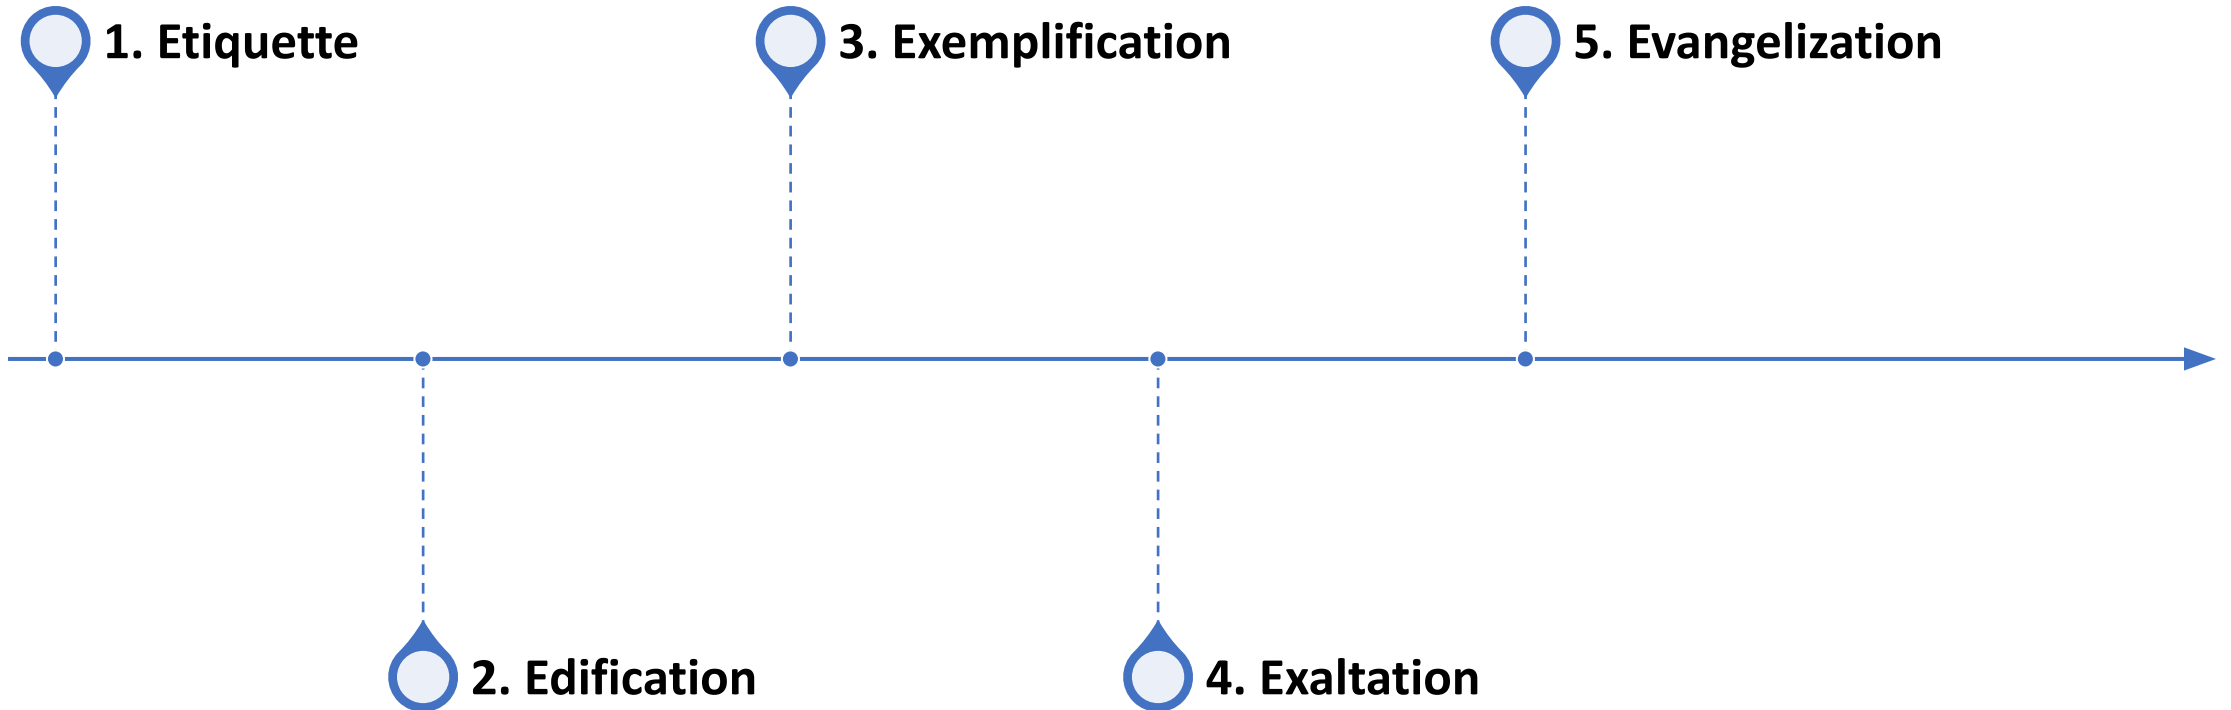 1. Etiquette
2. Edification
3. Exemplification
4. Exaltation
5. Evangelization